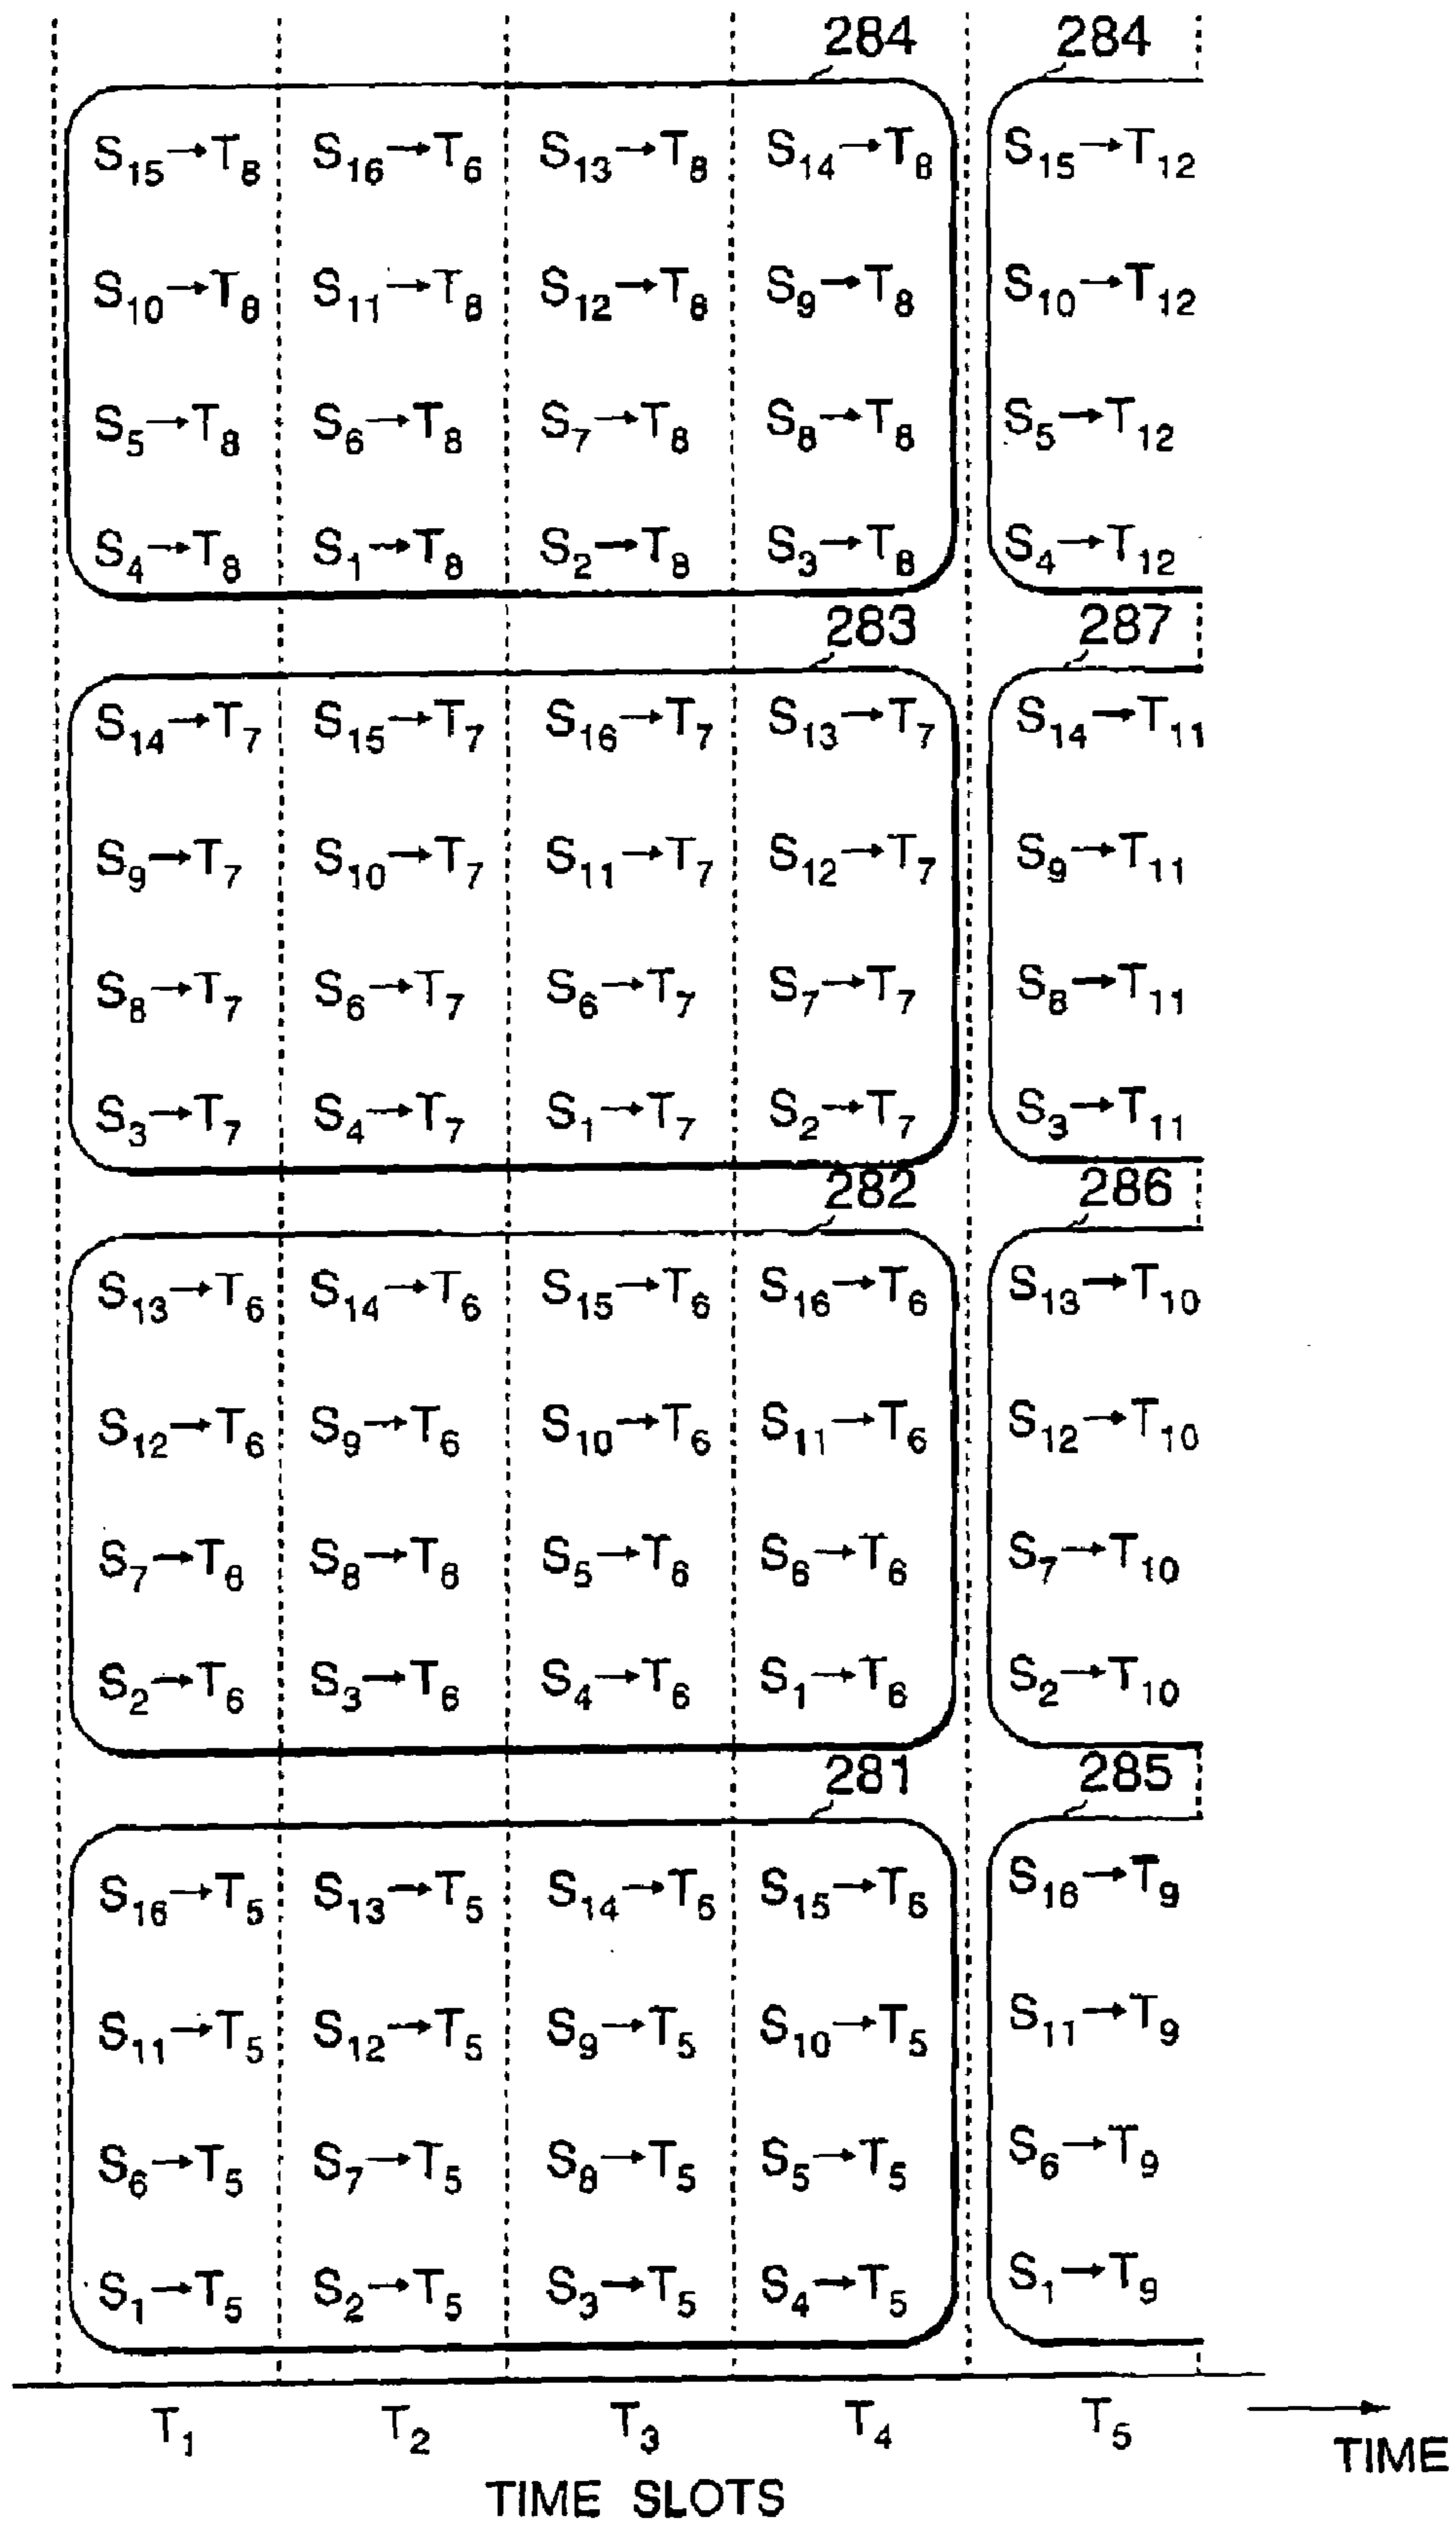 284 284
S15→T8 S16→T6 S13→T8 S14→T8 S15→T12
S10→T8 S11→T8 S12→T8 S9→T8 S10→T12
S5→T8 S6→T8 S7→T8 S8→T8 S5→T12
S4→T8 S1→T8 S2→T8 S3→T8 S4→T12
283 287
S14→T7 S15→T7 S16→T7 S13→T7 S14→T11
S9→T7 S10→T7 S11→T7 S12→T7 S9→T11
S8→T7 S6→T7 S6→T7 S7→T7 S8→T11
S3→T7 S4→T7 S1→T7 S2→T7 S3→T11
282 286
S13→T6 S14→T6 S15→T6 S16→T6 S13→T10
S12→T6 S9→T6 S10→T6 S11→T6 S12→T10
S7→T6 S8→T6 S5→T6 S6→T6 S7→T10
S2→T6 S3→T6 S4→T6 S1→T6 S2→T10
281 285
S16→T5 S13→T5 S14→T5 S15→T5 S16→T9
S11→T5 S12→T5 S9→T5 S10→T5 S11→T9
S6→T5 S7→T5 S8→T5 S5→T5 S6→T9
S1→T5 S2→T5 S3→T5 S4→T5 S1→T9
T1 T2 T3 T4 T5
TIME
TIME SLOTS